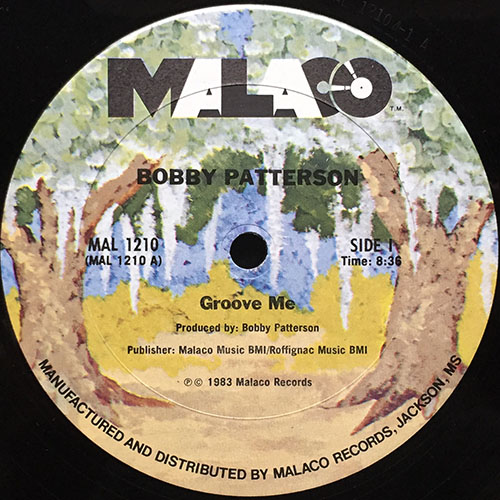 MALACO
T.M.
BOBBY PATTERSON
MAL 1210
(MAL 1210 A)
SIDE 1
Time: 8:36
Groove Me
Produced by: Bobby Patterson
Publisher: Malaco Music BMI/Roffignac Music BMI
℗ © 1983 Malaco Records
MANUFACTURED AND DISTRIBUTED BY MALACO RECORDS, JACKSON, MS